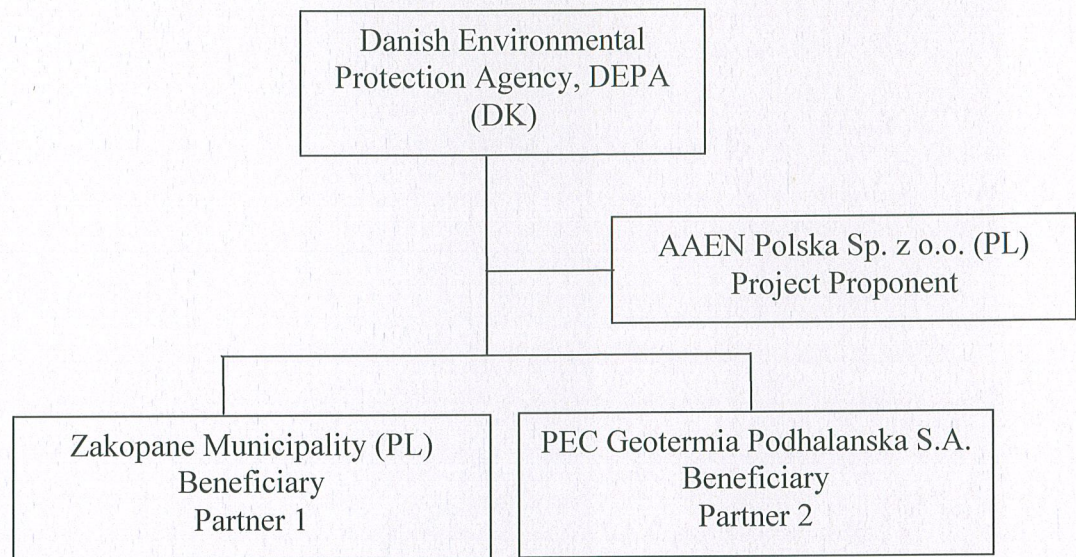 Danish Environmental
Protection Agency, DEPA
(DK)
AAEN Polska Sp. z o.o. (PL)
Project Proponent
Zakopane Municipality (PL)
Beneficiary
Partner 1
PEC Geotermia Podhalanska S.A.
Beneficiary
Partner 2